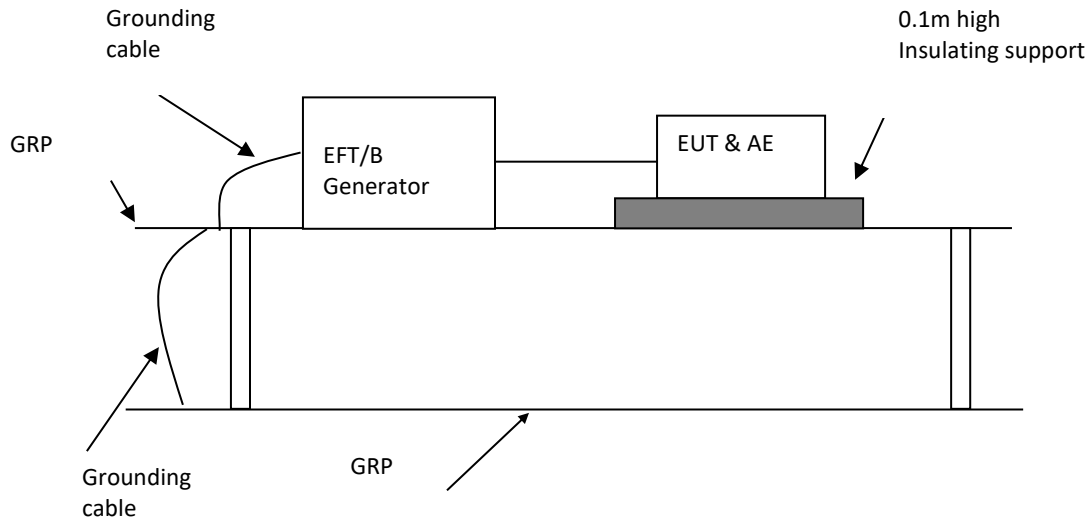 Grounding
cable
0.1m high
Insulating support
GRP
EFT/B
Generator
EUT & AE
Grounding
cable
GRP